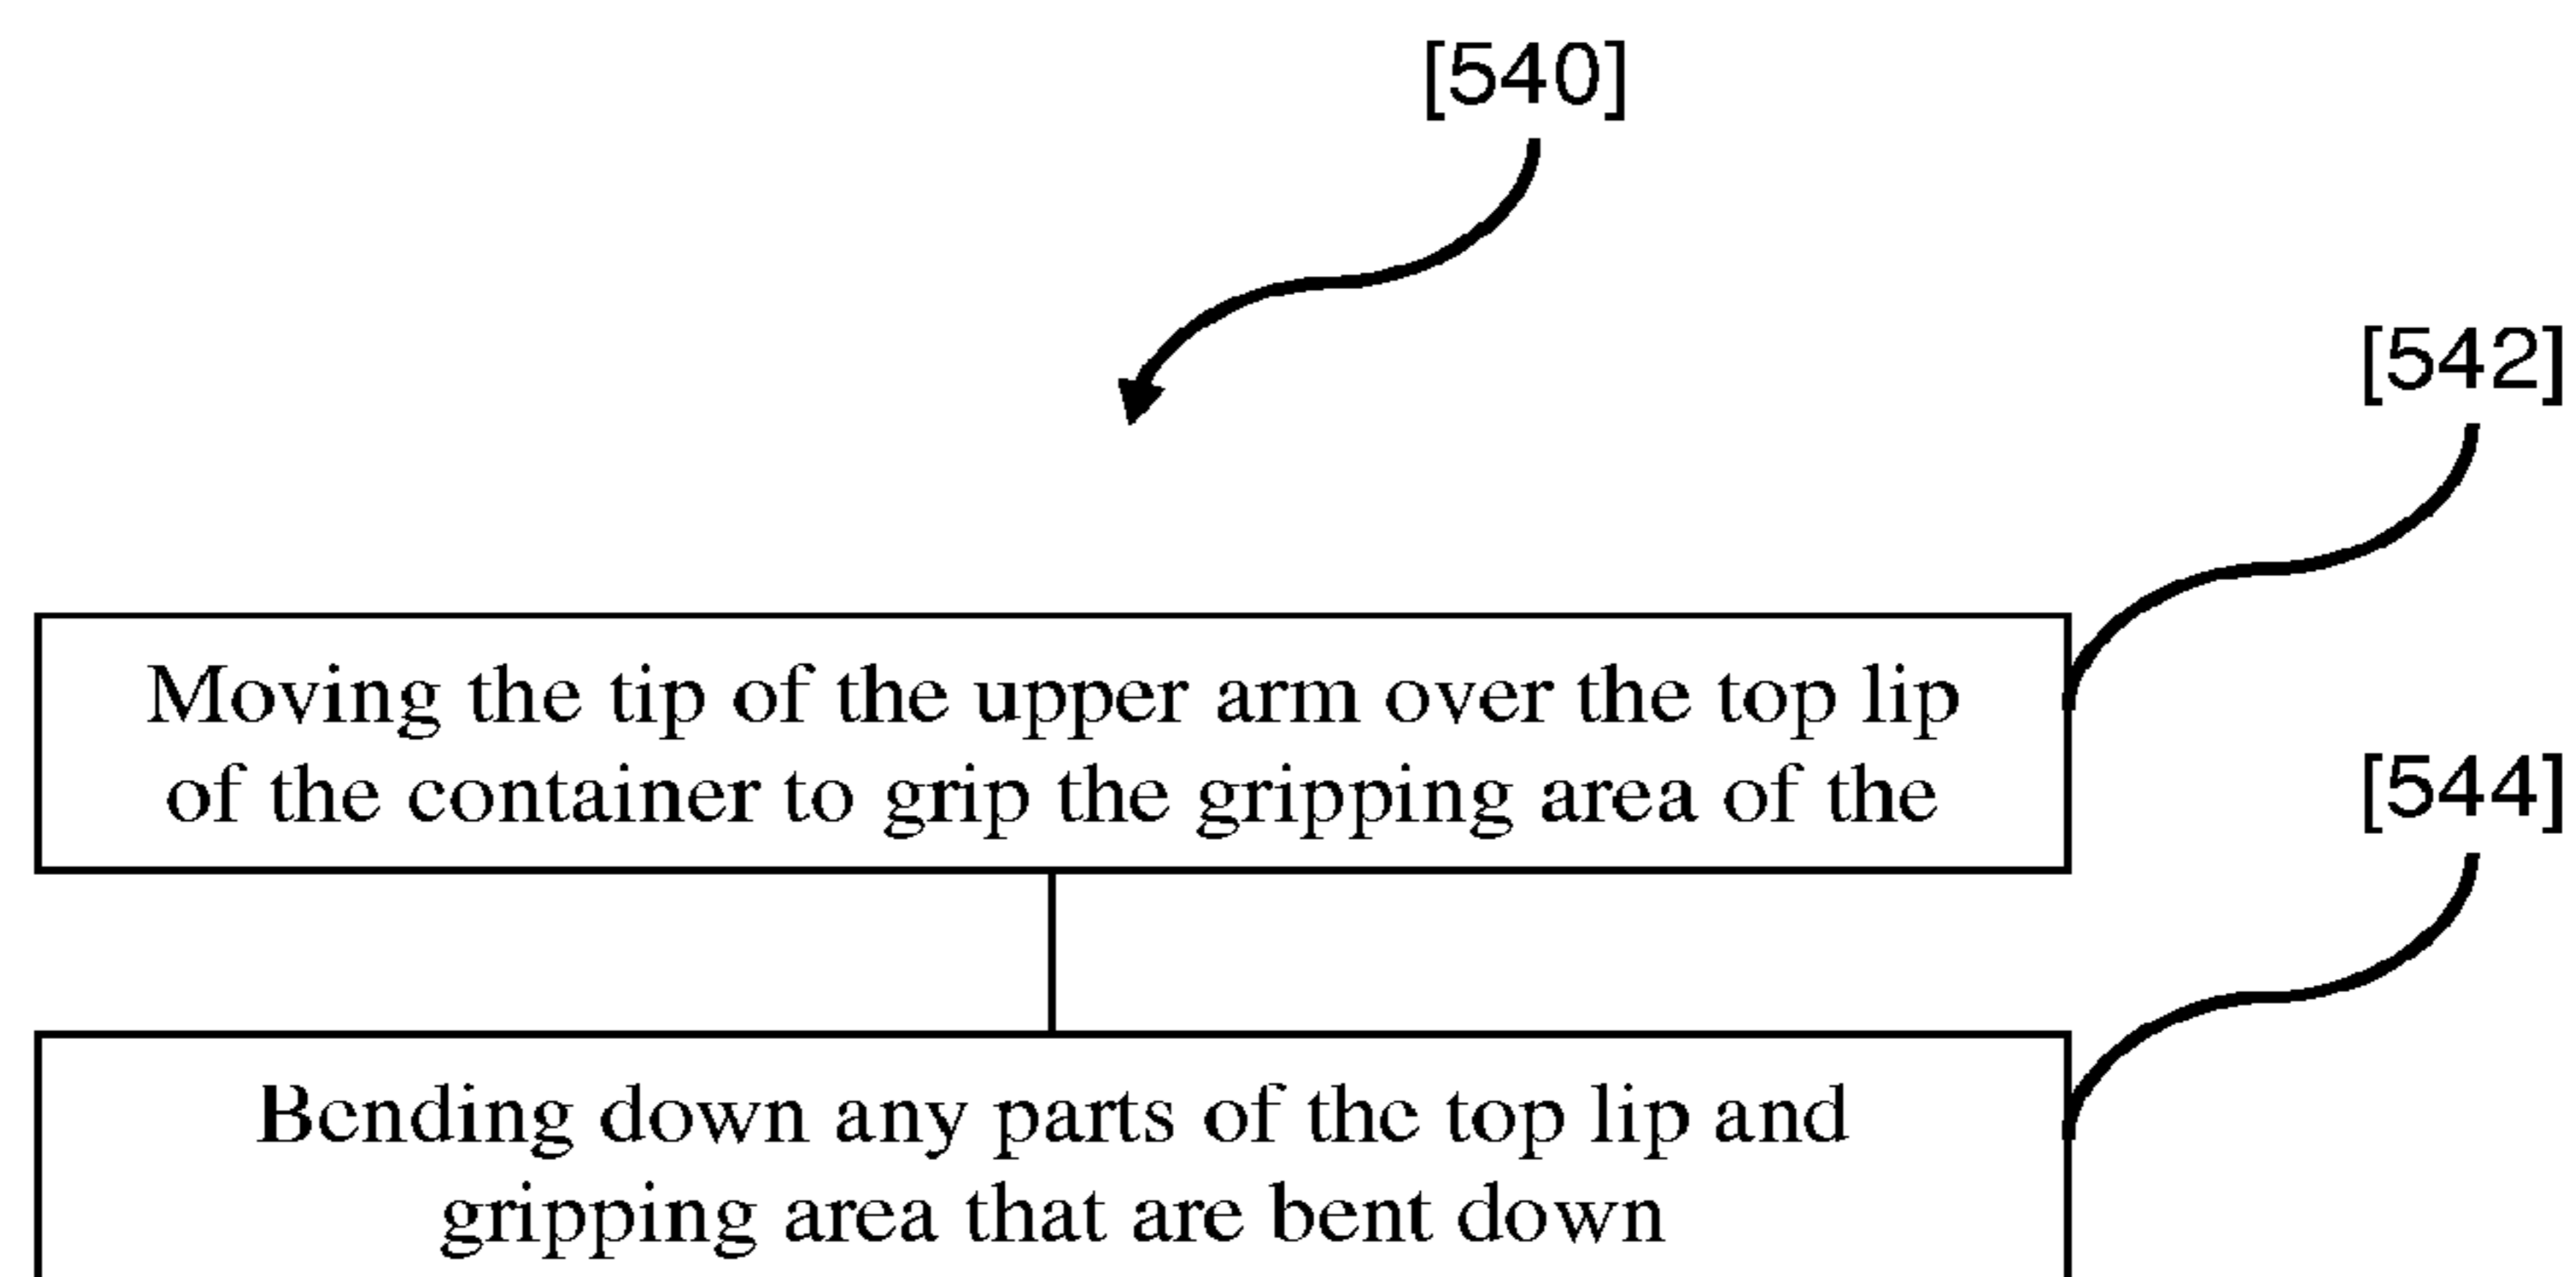 [540]
[542]
Moving the tip of the upper arm over the top lip
of the container to grip the gripping area of the
[544]
Bending down any parts of the top lip and
gripping area that are bent down